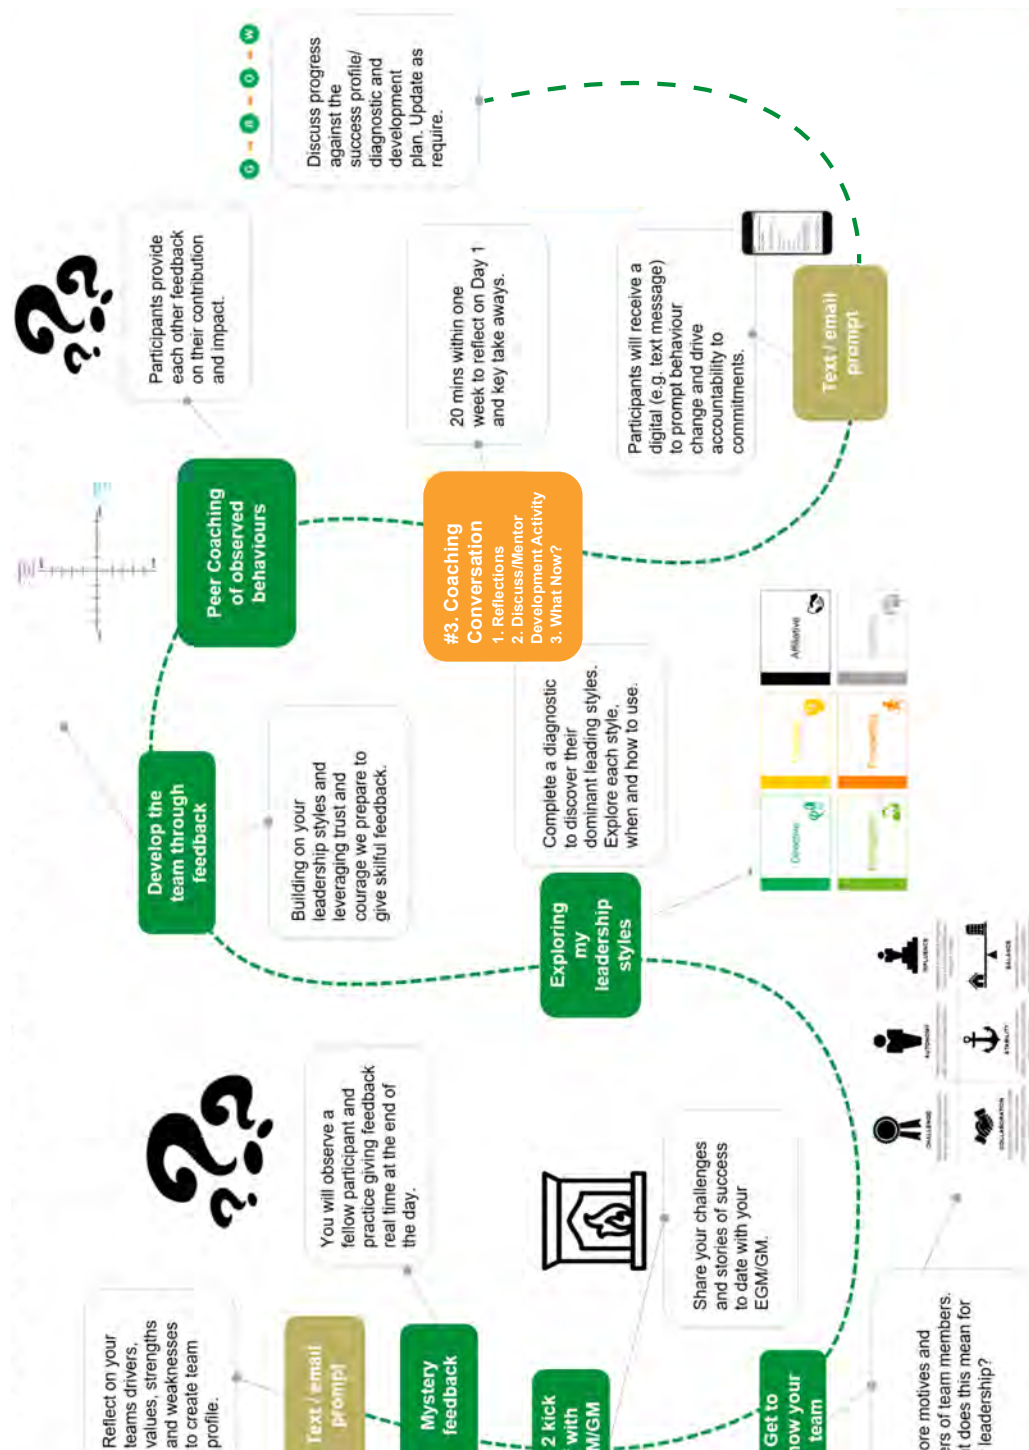 Reflect on your
teams drivers,
values, strengths
and weaknesses
to create team
profile.
Text / email
prompt
Mystery
feedback
You will observe a
fellow participant and
practice giving feedback
real time at the end of
the day.
2 kick
with
M/GM
Share your challenges
and stories of success
to date with your
EGM/GM.
Get to
now your
team
ore motives and
ers of team members.
t does this mean for
leadership?
CHALLENGE
AUTONOMY
INFLUENCE
COLLABORATION
STABILITY
BALANCE
Exploring
my
leadership
styles
Complete a diagnostic
to discover their
dominant leading styles.
Explore each style,
when and how to use.
Directive
Affiliative
Develop the
team through
feedback
Building on your
leadership styles and
leveraging trust and
courage we prepare to
give skilful feedback.
Peer Coaching
of observed
behaviours
Participants provide
each other feedback
on their contribution
and impact.
#3. Coaching
Conversation
1. Reflections
2. Discuss/Mentor
Development Activity
3. What Now?
20 mins within one
week to reflect on Day 1
and key take aways.
Text / email
prompt
Participants will receive a
digital (e.g. text message)
to prompt behaviour
change and drive
accountability to
commitments.
G R O W
Discuss progress
against the
success profile/
diagnostic and
development
plan. Update as
require.